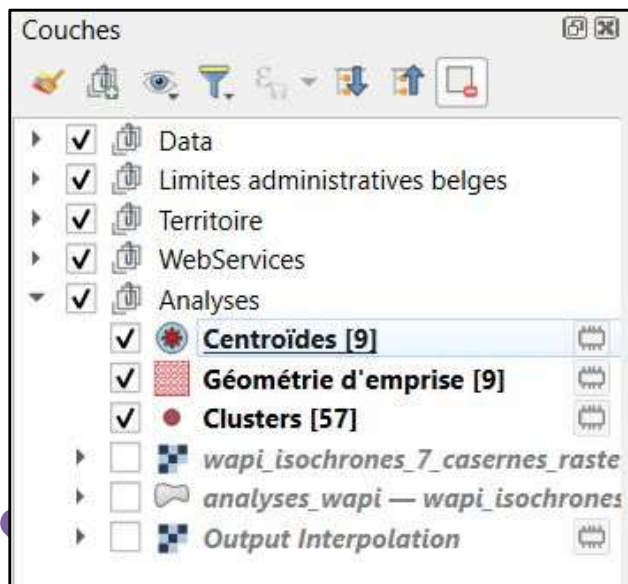 Couches
Data
Limites administratives belges
Territoire
WebServices
Analyses
Centroïdes [9]
Géométrie d'emprise [9]
Clusters [57]
wapi_isochrones_7_casernes_raste
analyses_wapi — wapi_isochrones
Output Interpolation